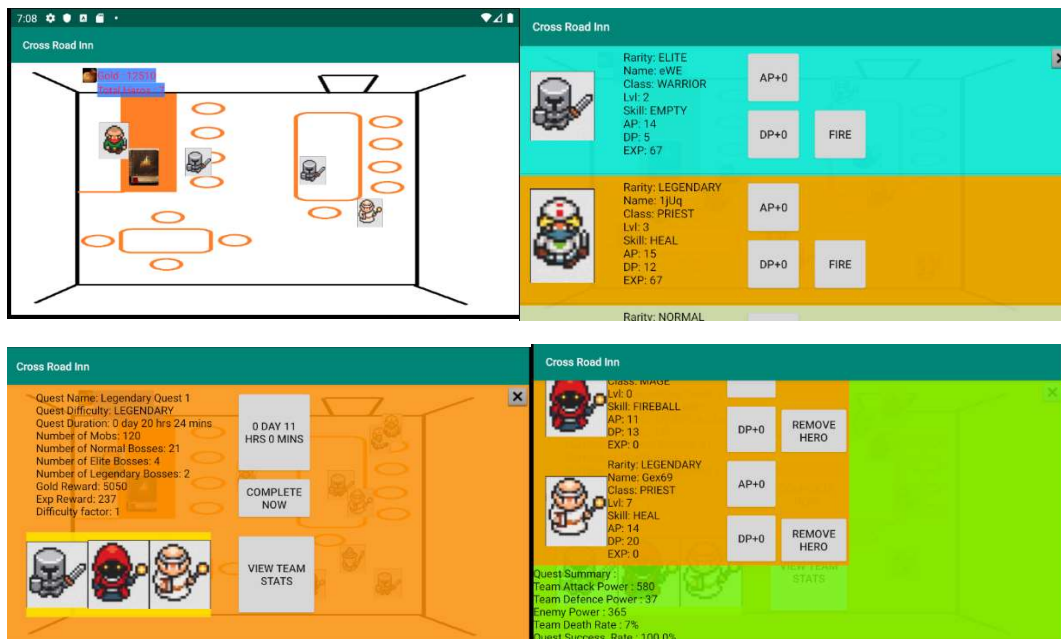 7:08
Cross Road Inn
Gold : 12510
Cross Road Inn
Rarity: ELITE
Name: eWE
Class: WARRIOR
Lvl: 2
Skill: EMPTY
AP: 14
DP: 5
EXP: 67
AP+0
DP+0
FIRE
Rarity: LEGENDARY
Name: 1jUq
Class: PRIEST
Lvl: 3
Skill: HEAL
AP: 15
DP: 12
EXP: 67
AP+0
DP+0
FIRE
Rarity: NORMAL
Cross Road Inn
Quest Name: Legendary Quest 1
Quest Difficulty: LEGENDARY
Quest Duration: 0 day 20 hrs 24 mins
Number of Mobs: 120
Number of Normal Bosses: 21
Number of Elite Bosses: 4
Number of Legendary Bosses: 2
Gold Reward: 5050
Exp Reward: 237
Difficulty factor: 1
0 DAY 11
HRS 0 MINS
COMPLETE
NOW
VIEW TEAM
STATS
Cross Road Inn
Class: MAGE
Lvl: 0
Skill: FIREBALL
AP: 11
DP: 13
EXP: 0
DP+0
REMOVE
HERO
Rarity: LEGENDARY
Name: Gex69
Class: PRIEST
Lvl: 7
Skill: HEAL
AP: 14
DP: 20
EXP: 0
AP+0
DP+0
REMOVE
HERO
VIEW TEAM
STATS
Quest Summary :
Team Attack Power : 580
Team Defence Power : 37
Enemy Power : 365
Team Death Rate : 7%
Quest Success Rate : 100.0%